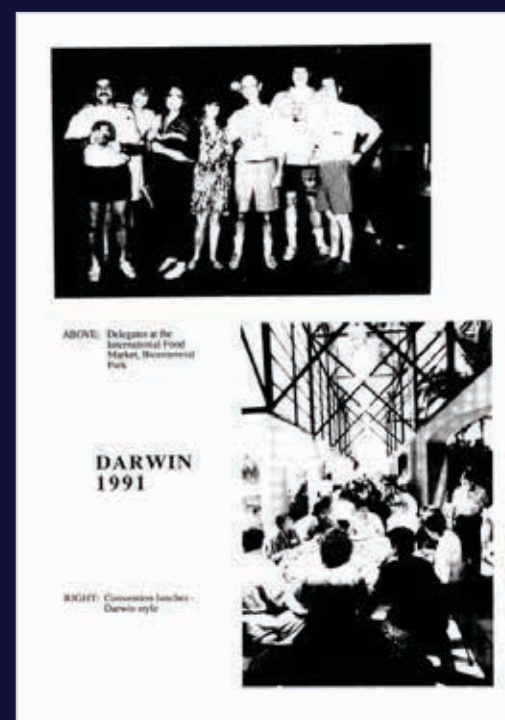 ABOVE: Delegates at the
International Food
Market, Bicentennial
Park
DARWIN
1991
RIGHT: Convention lunches -
Darwin style